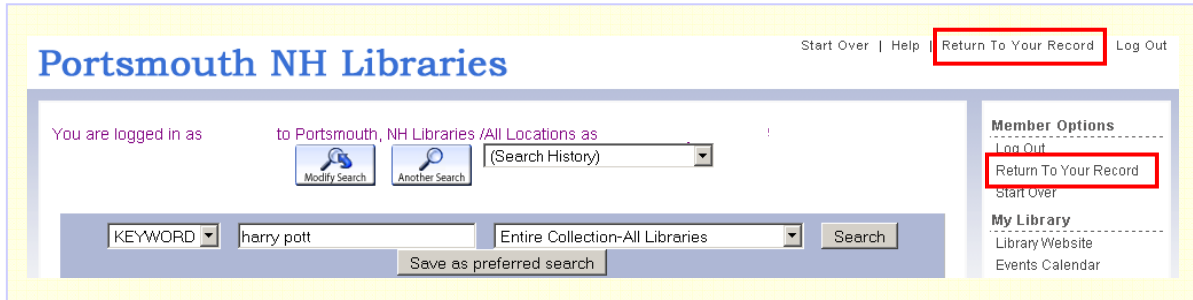 Start Over | Help | Return To Your Record Log Out
Portsmouth NH Libraries
You are logged in as to Portsmouth, NH Libraries /All Locations as
Modify Search Another Search (Search History)
KEYWORD harry pott Entire Collection-All Libraries Search
Save as preferred search
Member Options
Log Out
Return To Your Record
Start Over
My Library
Library Website
Events Calendar